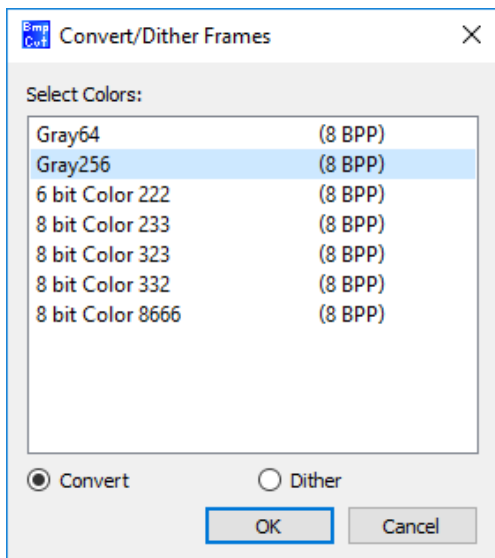 Bmp
Cvt
Convert/Dither Frames
Select Colors:
Gray64 (8 BPP)
Gray256 (8 BPP)
6 bit Color 222 (8 BPP)
8 bit Color 233 (8 BPP)
8 bit Color 323 (8 BPP)
8 bit Color 332 (8 BPP)
8 bit Color 8666 (8 BPP)
Convert Dither
OK Cancel